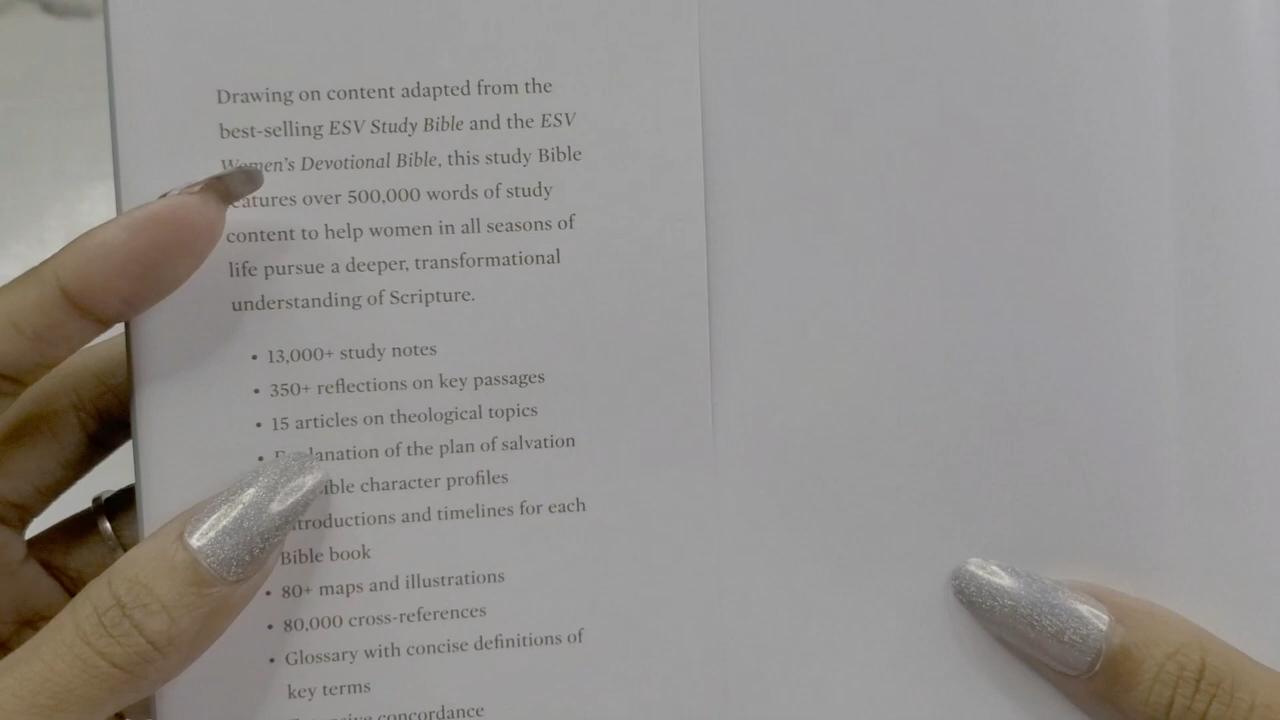 Drawing on content adapted from the
best-selling ESV Study Bible and the ESV
Women's Devotional Bible, this study Bible
features over 500,000 words of study
content to help women in all seasons of
life pursue a deeper, transformational
understanding of Scripture.
• 13,000+ study notes
• 350+ reflections on key passages
• 15 articles on theological topics
• Explanation of the plan of salvation
Bible character profiles
Introductions and timelines for each
Bible book
• 80+ maps and illustrations
• 80,000 cross-references
• Glossary with concise definitions of
key terms
concordance